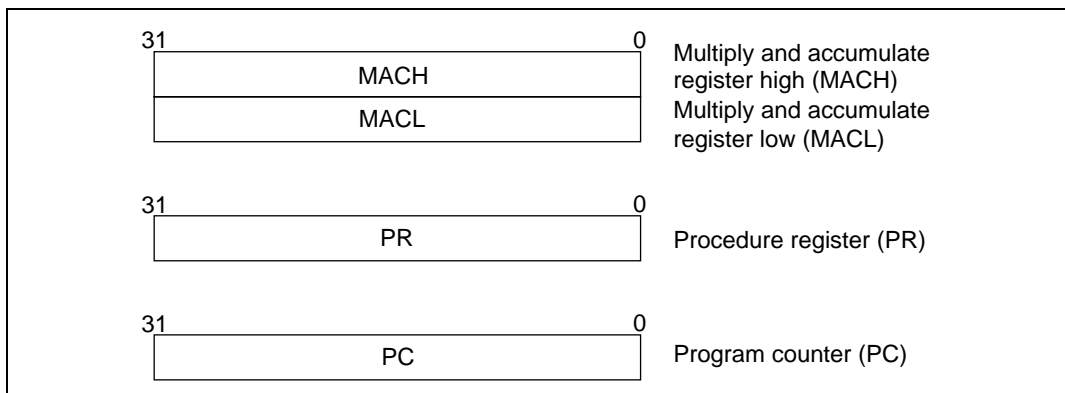 31 0
MACH
Multiply and accumulate
register high (MACH)
MACL
Multiply and accumulate
register low (MACL)
31 0
PR
Procedure register (PR)
31 0
PC
Program counter (PC)